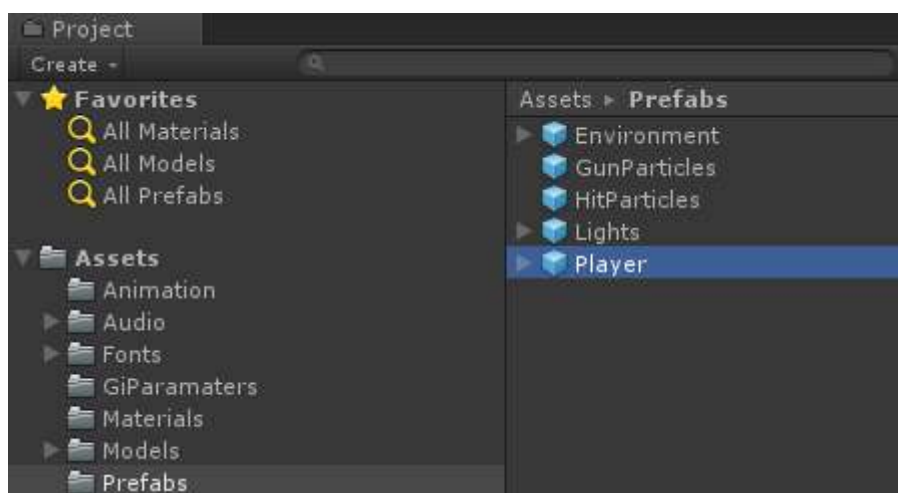 Project
Create
Favorites
All Materials
All Models
All Prefabs
Assets
Animation
Audio
Fonts
GiParamaters
Materials
Models
Prefabs
Assets ▸ Prefabs
Environment
GunParticles
HitParticles
Lights
Player